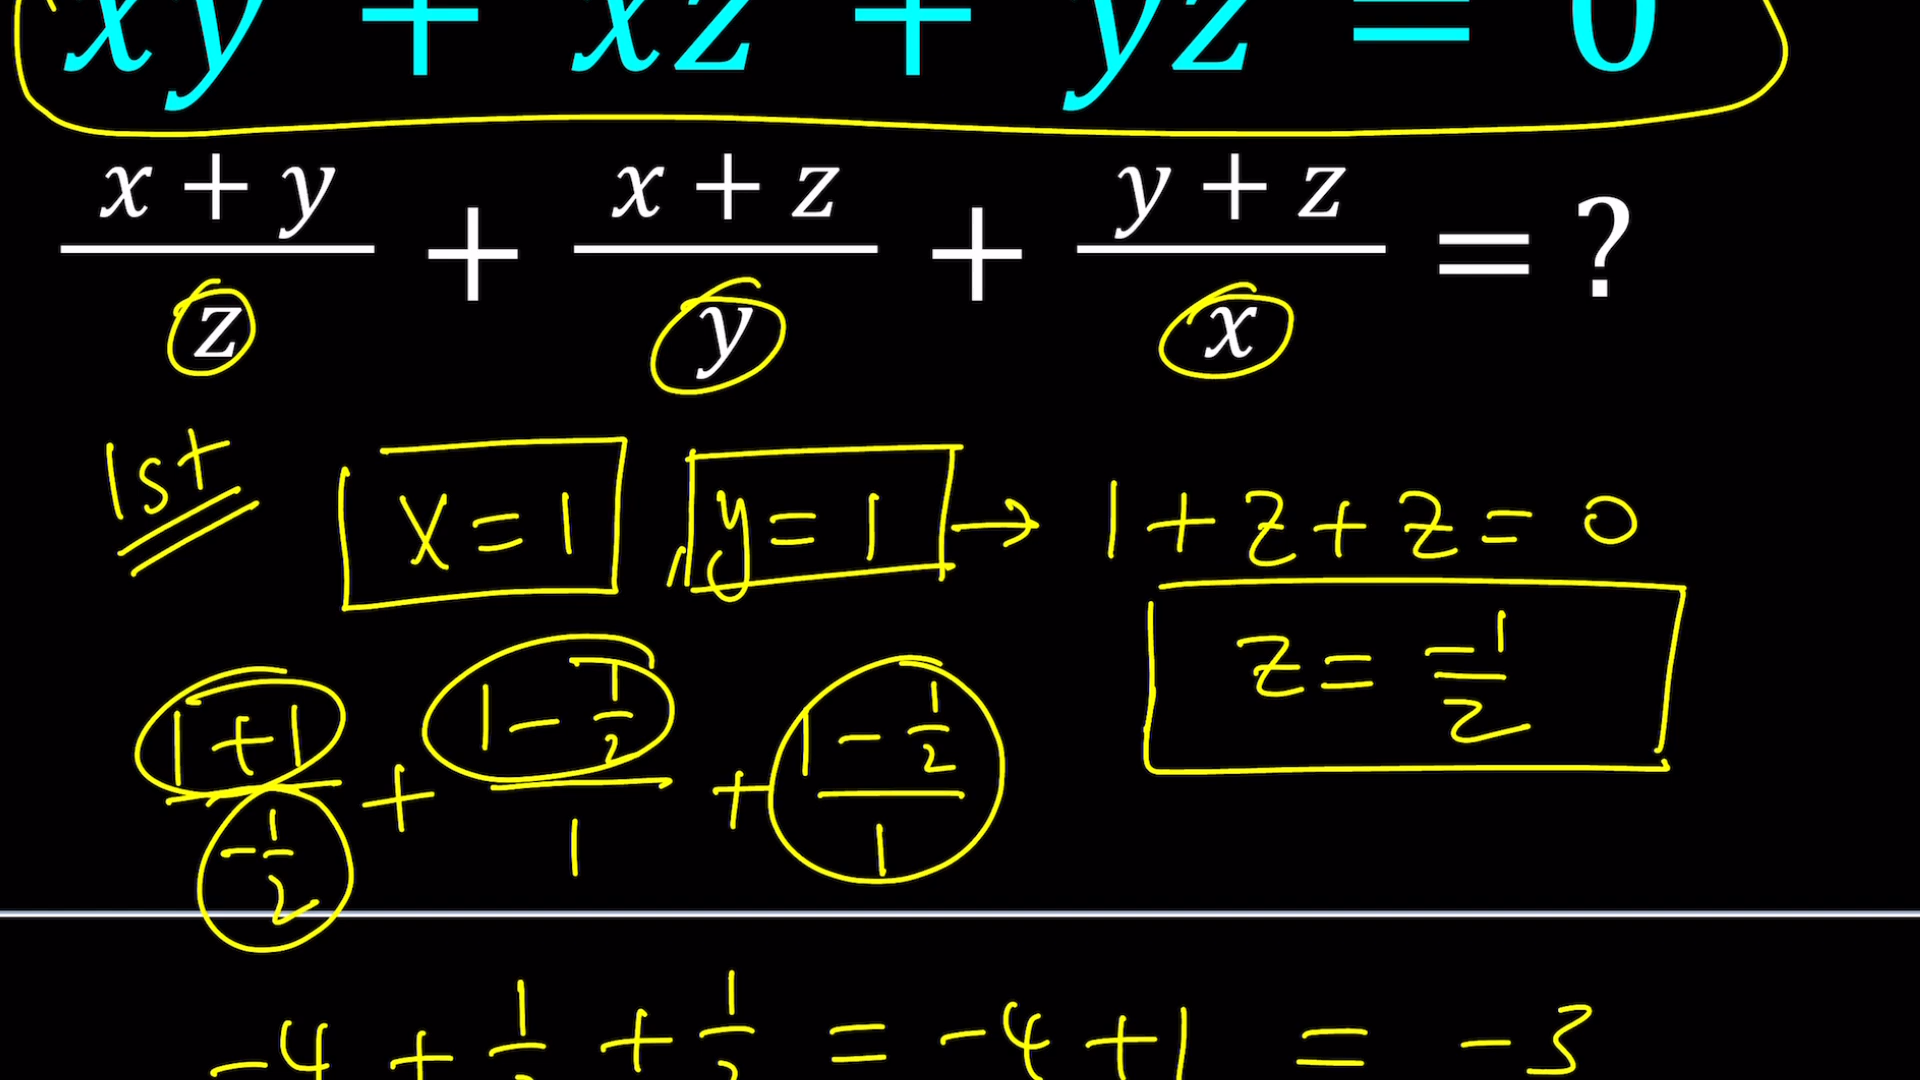 xy + xz + yz = 0
(x + y)/z + (x + z)/y + (y + z)/x = ?
1st x = 1, y = 1 → 1 + z + z = 0
z = -1/2
(1+1)/(-1/2) + (1 - 1/2)/1 + (1 - 1/2)/1
-4 + 1/2 + 1/2 = -4 + 1 = -3